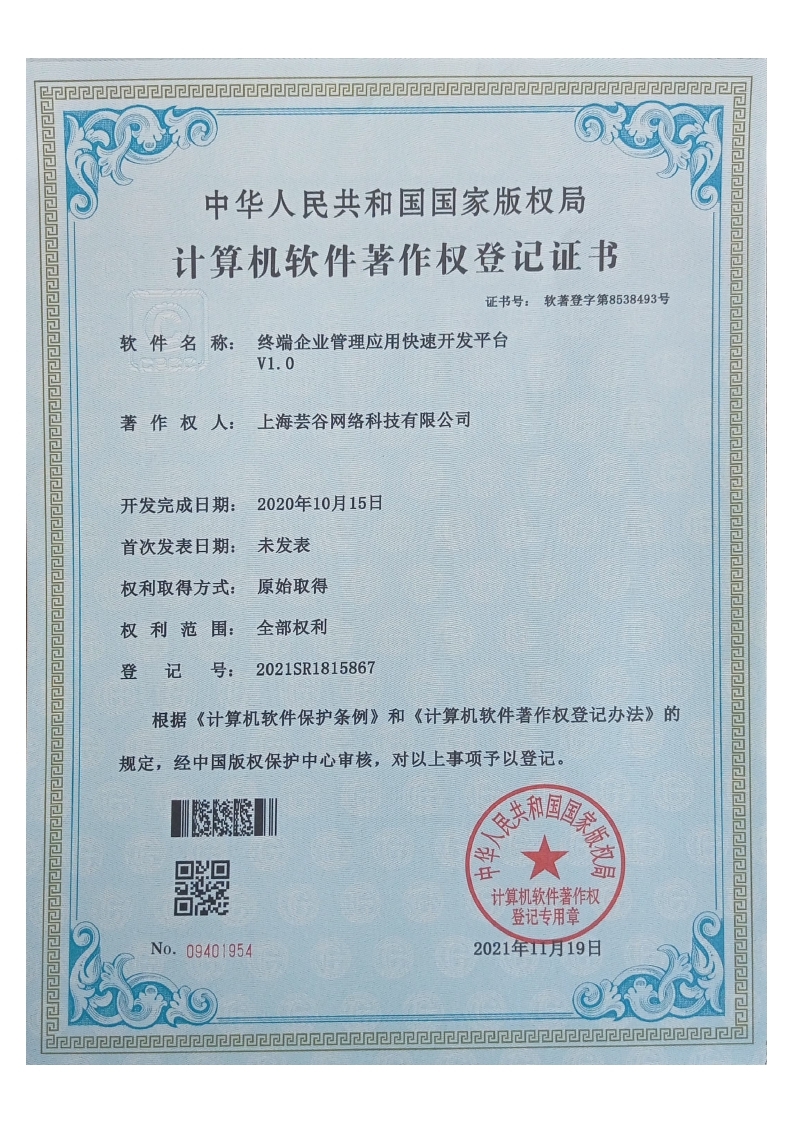 中华人民共和国国家版权局
计算机软件著作权登记证书
证书号： 软著登字第8538493号
CPCC
软件名称： 终端企业管理应用快速开发平台
V1.0
著作权人： 上海芸谷网络科技有限公司
开发完成日期： 2020年10月15日
首次发表日期： 未发表
权利取得方式： 原始取得
权利范围： 全部权利
登记号： 2021SR1815867
根据《计算机软件保护条例》和《计算机软件著作权登记办法》的
规定，经中国版权保护中心审核，对以上事项予以登记。
中华人民共和国国家版权局
计算机软件著作权
登记专用章
No. 09401954
2021年11月19日